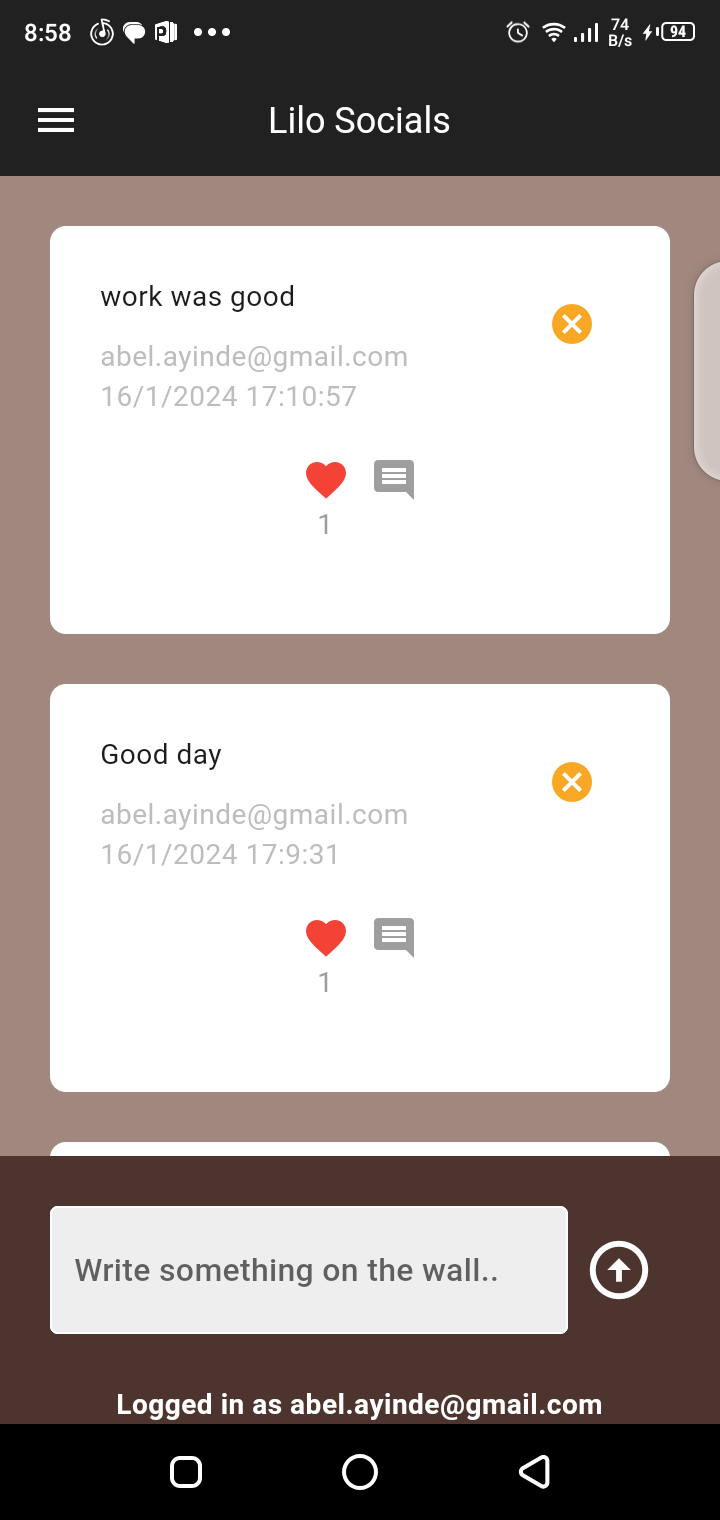 8:58
74
B/s
94
Lilo Socials
work was good
abel.ayinde@gmail.com
16/1/2024 17:10:57
1
Good day
abel.ayinde@gmail.com
16/1/2024 17:9:31
1
Write something on the wall..
Logged in as abel.ayinde@gmail.com